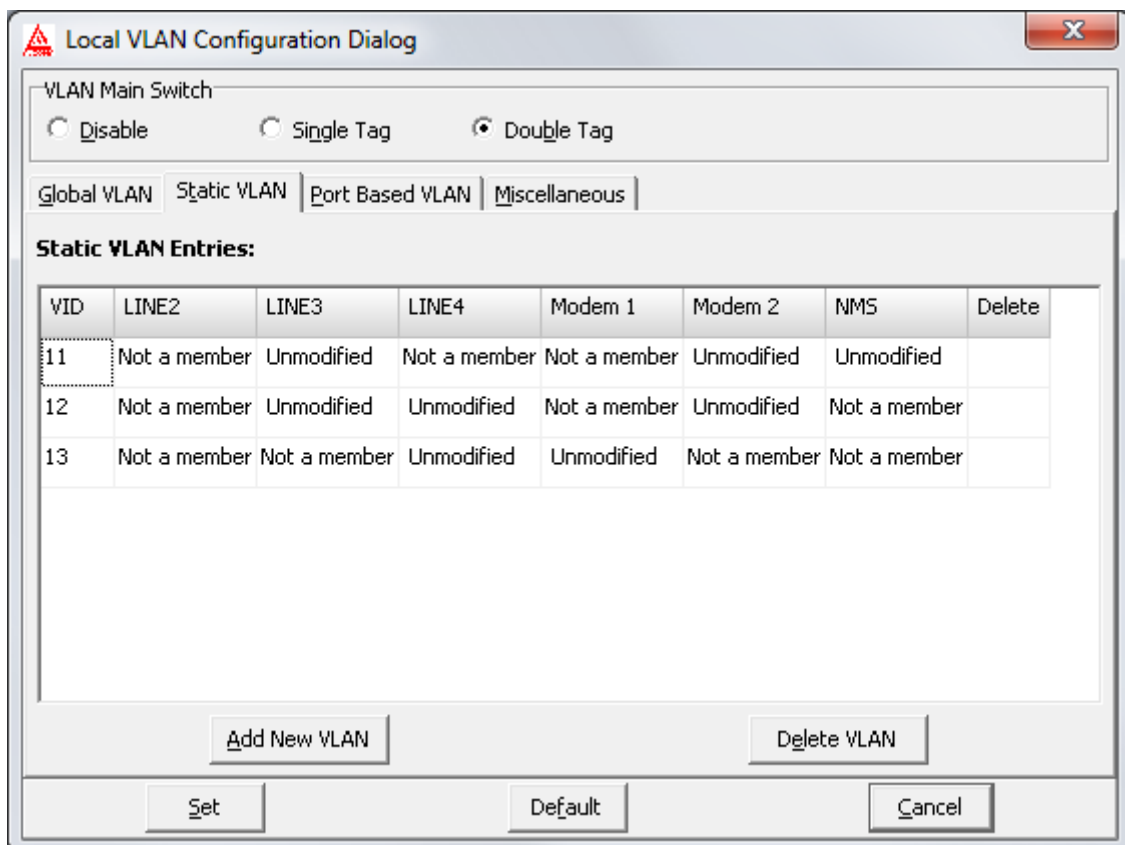 Local VLAN Configuration Dialog
VLAN Main Switch
Disable Single Tag Double Tag
Global VLAN Static VLAN Port Based VLAN Miscellaneous
Static VLAN Entries:
VID LINE2 LINE3 LINE4 Modem 1 Modem 2 NMS Delete
11 Not a member Unmodified Not a member Not a member Unmodified Unmodified
12 Not a member Unmodified Unmodified Not a member Unmodified Not a member
13 Not a member Not a member Unmodified Unmodified Not a member Not a member
Add New VLAN Delete VLAN
Set Default Cancel